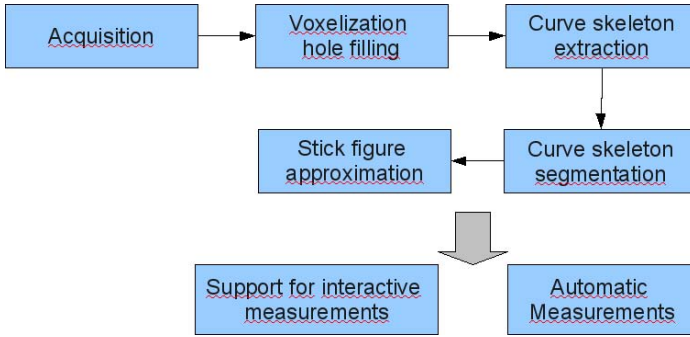 Acquisition
Voxelization
hole filling
Curve skeleton
extraction
Stick figure
approximation
Curve skeleton
segmentation
Support for interactive
measurements
Automatic
Measurements